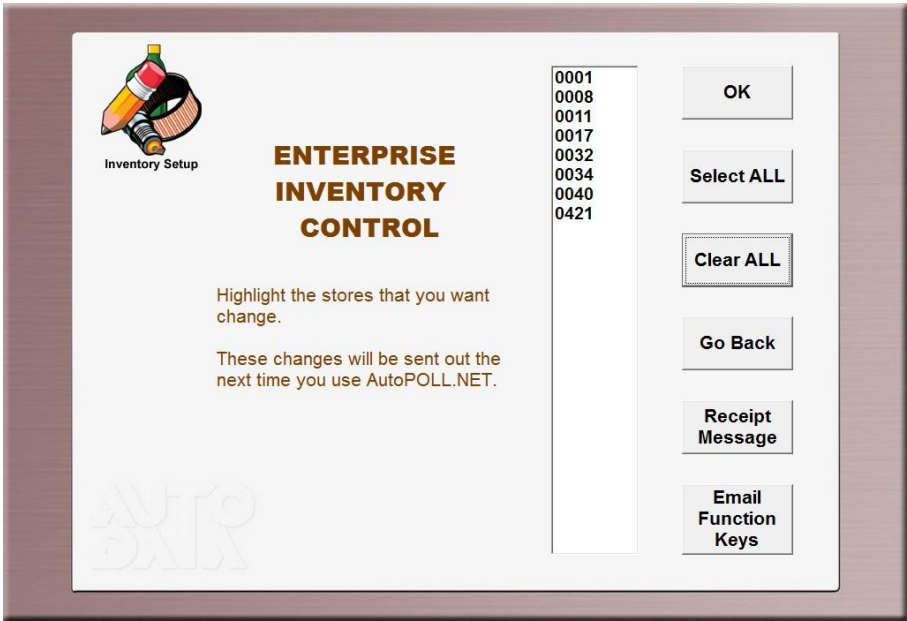 Inventory Setup
ENTERPRISE
INVENTORY
CONTROL
Highlight the stores that you want
change.
These changes will be sent out the
next time you use AutoPOLL.NET.
AUTO
DATA
0001
0008
0011
0017
0032
0034
0040
0421
OK
Select ALL
Clear ALL
Go Back
Receipt
Message
Email
Function
Keys